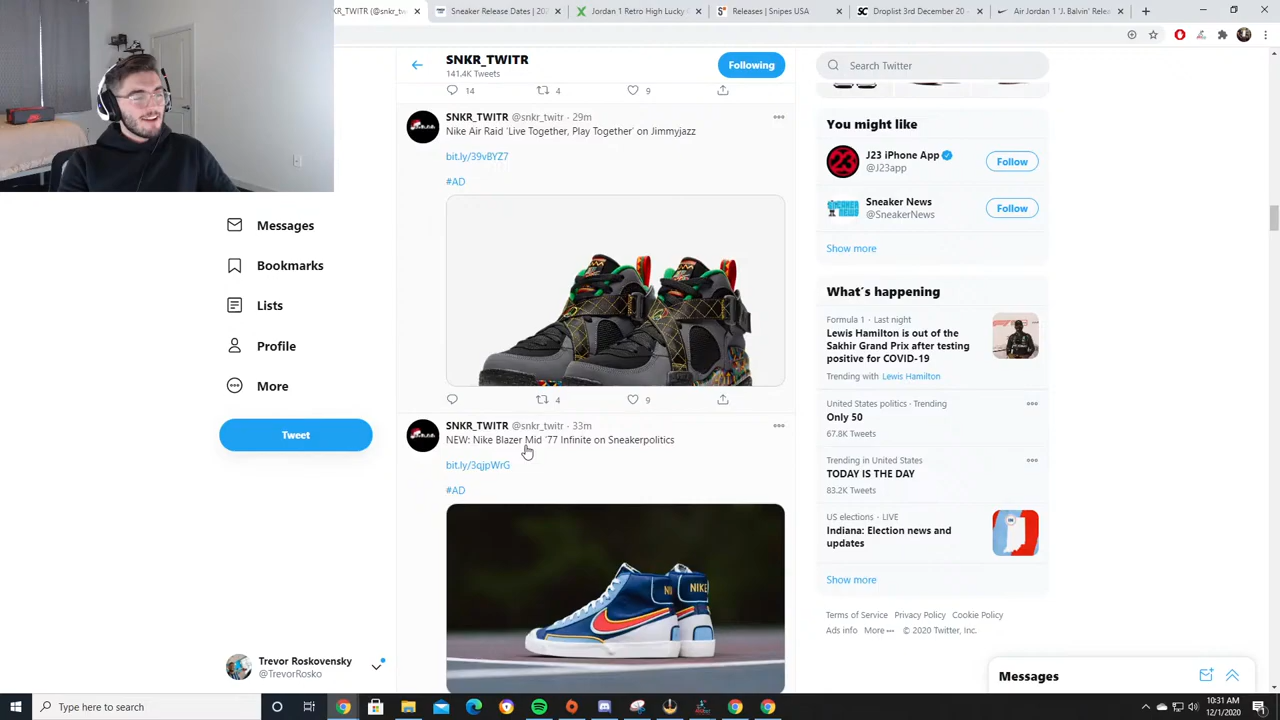 KR_TWITR (@snkr_tw
Sneaker Release Dates | 20
Jordan 1 Retro High Lucky
Releases | Snipes USA
Droplist 3rd December 20 -
Air Jordan 1 'J. Balvin' Relea
SNKR_TWITR
141.4K Tweets
Following
Search Twitter
14
4
9
SNKR_TWITR @snkr_twitr · 29m
Nike Air Raid 'Live Together, Play Together' on Jimmyjazz
bit.ly/39vBYZ7
#AD
4
9
SNKR_TWITR @snkr_twitr · 33m
NEW: Nike Blazer Mid '77 Infinite on Sneakerpolitics
bit.ly/3qjpWrG
#AD
NIKE
Messages
Bookmarks
Lists
Profile
More
Tweet
Trevor Roskovensky
@TrevorRosko
You might like
J23 iPhone App
@J23app
Follow
Sneaker News
@SneakerNews
Follow
Show more
What's happening
Formula 1 · Last night
Lewis Hamilton is out of the
Sakhir Grand Prix after testing
positive for COVID-19
Trending with Lewis Hamilton
United States politics · Trending
Only 50
67.8K Tweets
Trending in United States
TODAY IS THE DAY
83.2K Tweets
US elections · LIVE
Indiana: Election news and
updates
Show more
Terms of Service Privacy Policy Cookie Policy
Ads info More ··· © 2020 Twitter, Inc.
Messages
Type here to search
10:31 AM
12/1/2020